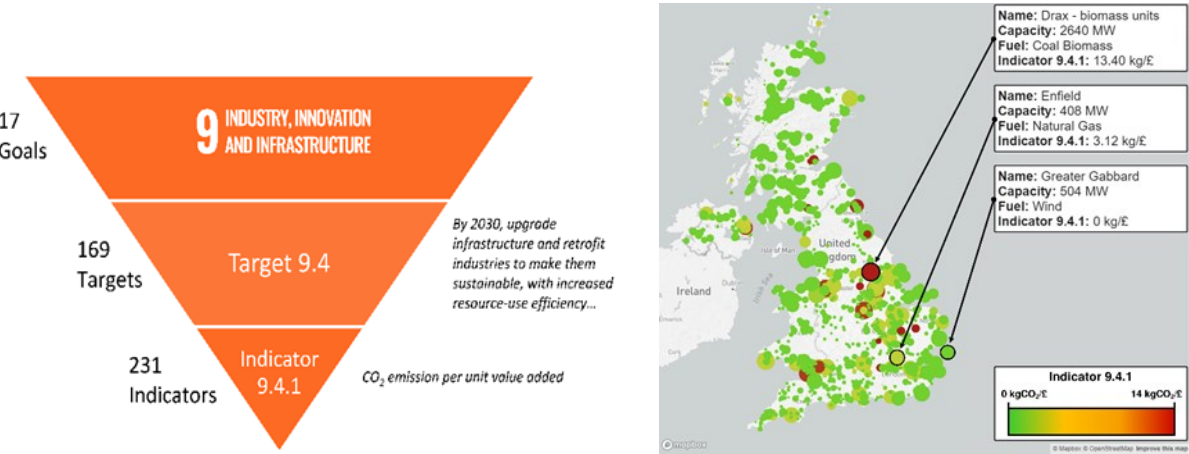 17
Goals
9
INDUSTRY, INNOVATION
AND INFRASTRUCTURE
169
Targets
Target 9.4
By 2030, upgrade
infrastructure and retrofit
industries to make them
sustainable, with increased
resource-use efficiency...
231
Indicators
Indicator
9.4.1
CO₂ emission per unit value added
Name: Drax - biomass units
Capacity: 2640 MW
Fuel: Coal Biomass
Indicator 9.4.1: 13.40 kg/£
Name: Enfield
Capacity: 408 MW
Fuel: Natural Gas
Indicator 9.4.1: 3.12 kg/£
Name: Greater Gabbard
Capacity: 504 MW
Fuel: Wind
Indicator 9.4.1: 0 kg/£
Isle of Man
United
gdom
Ireland
Dub
Irish Sea
Cork
Indicator 9.4.1
0 kgCO₂/£
14 kgCO₂/£
mapbox
© Mapbox © OpenStreetMap Improve this map